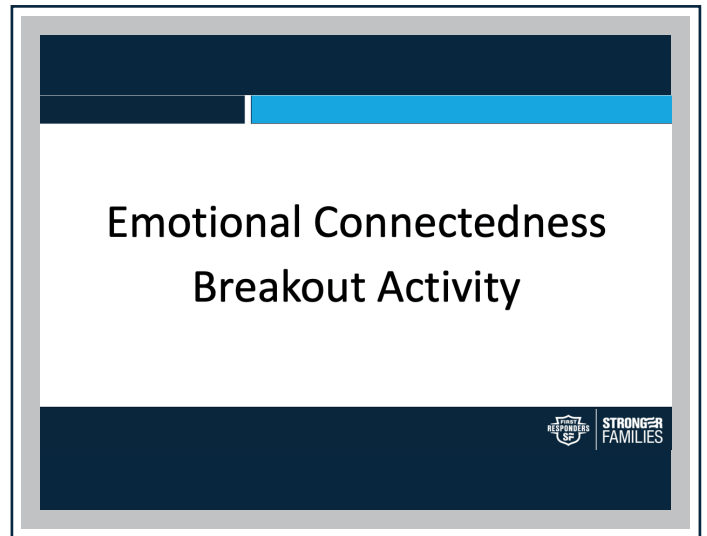 Emotional Connectedness
Breakout Activity
FIRST
RESPONDERS
SF
STRONGER
FAMILIES